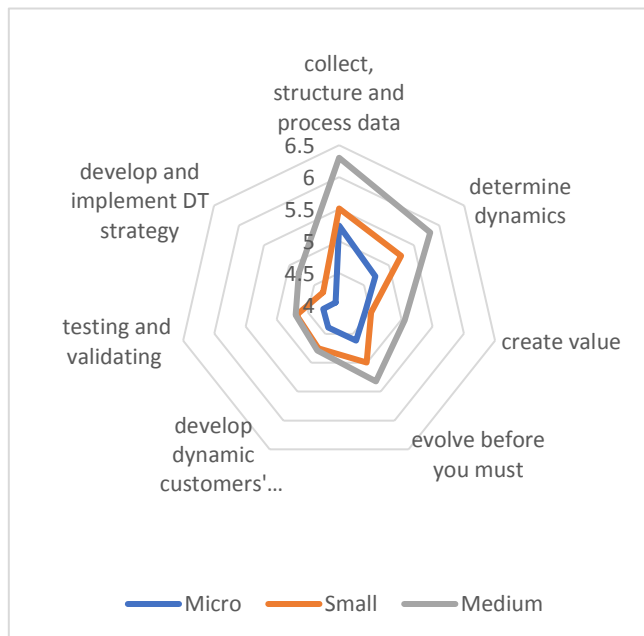 collect,
structure and
process data
6.5
6
5.5
5
4.5
4
determine
dynamics
create value
evolve before
you must
develop
dynamic
customers'...
testing and
validating
develop and
implement DT
strategy
Micro
Small
Medium